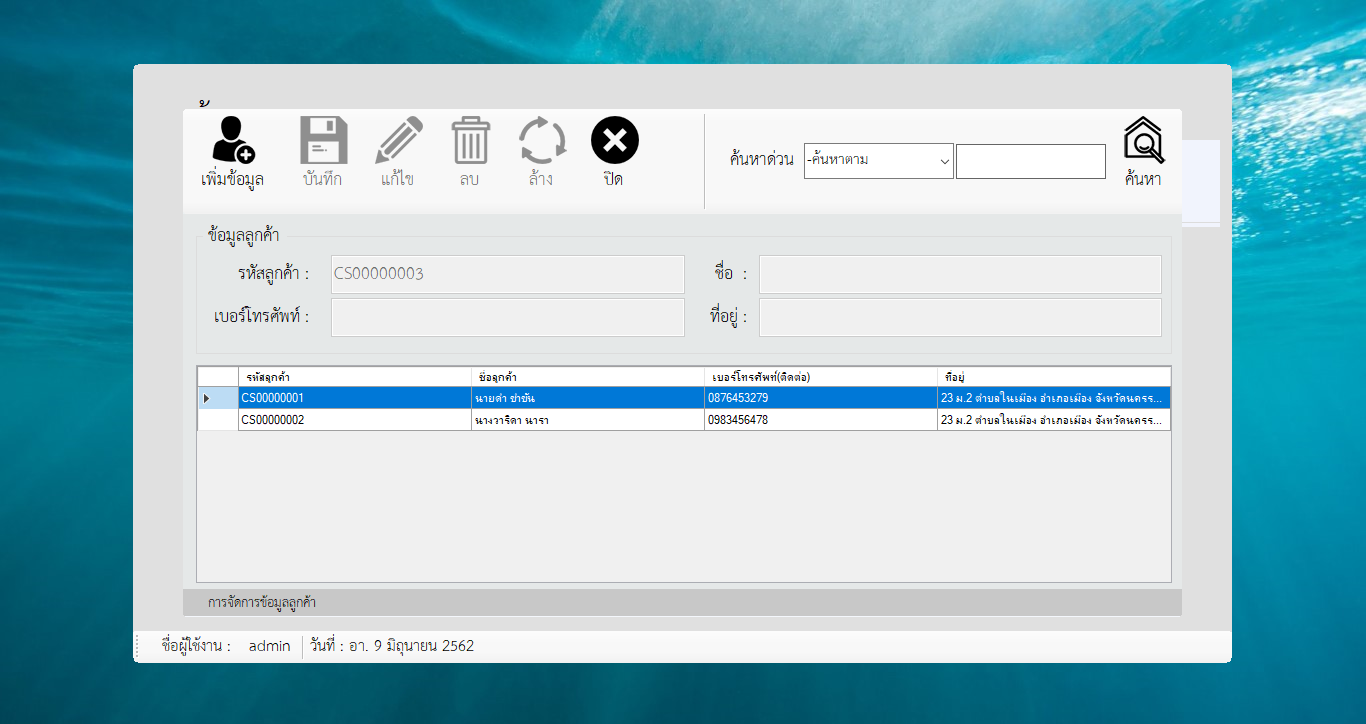 เพิ่มข้อมูล บันทึก แก้ไข ลบ ล้าง ปิด ค้นหาด่วน -ค้นหาตาม ค้นหา
ข้อมูลลูกค้า
รหัสลูกค้า : CS00000003 ชื่อ :
เบอร์โทรศัพท์ : ที่อยู่ :
รหัสลูกค้า ชื่อลูกค้า เบอร์โทรศัพท์(ติดต่อ) ที่อยู่
CS00000001 นายดำ ขำขัน 0876453279 23 ม.2 ตำบลในเมือง อำเภอเมือง จังหวัดนครร...
CS00000002 นางวาริดา นารา 0983456478 23 ม.2 ตำบลในเมือง อำเภอเมือง จังหวัดนครร...
การจัดการข้อมูลลูกค้า
ชื่อผู้ใช้งาน : admin วันที่ : อา. 9 มิถุนายน 2562